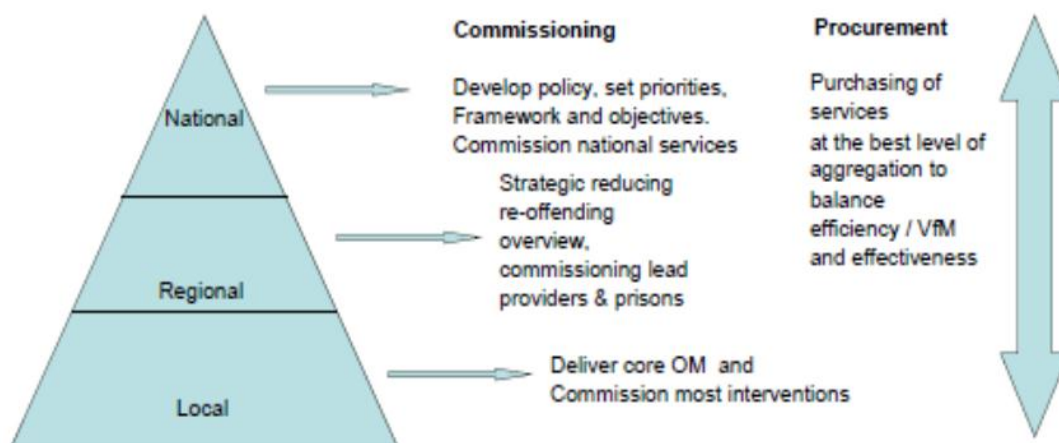 Commissioning
Procurement
National
Develop policy, set priorities,
Framework and objectives.
Commission national services
Purchasing of
services
at the best level of
aggregation to
balance
efficiency / VfM
and effectiveness
Regional
Strategic reducing
re-offending
overview,
commissioning lead
providers & prisons
Local
Deliver core OM and
Commission most interventions